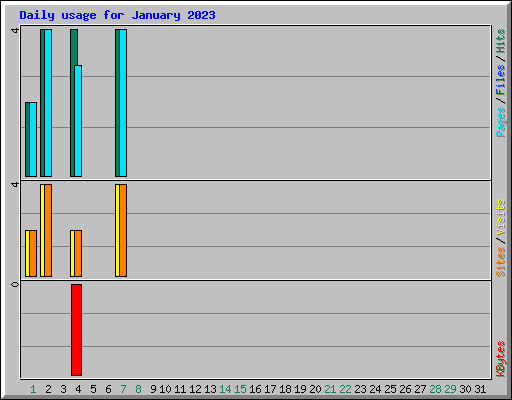 Daily usage for January 2023
4
4
0
Pages / Files / Hits
Sites / Visits
KBytes
1 2 3 4 5 6 7 8 9 10 11 12 13 14 15 16 17 18 19 20 21 22 23 24 25 26 27 28 29 30 31